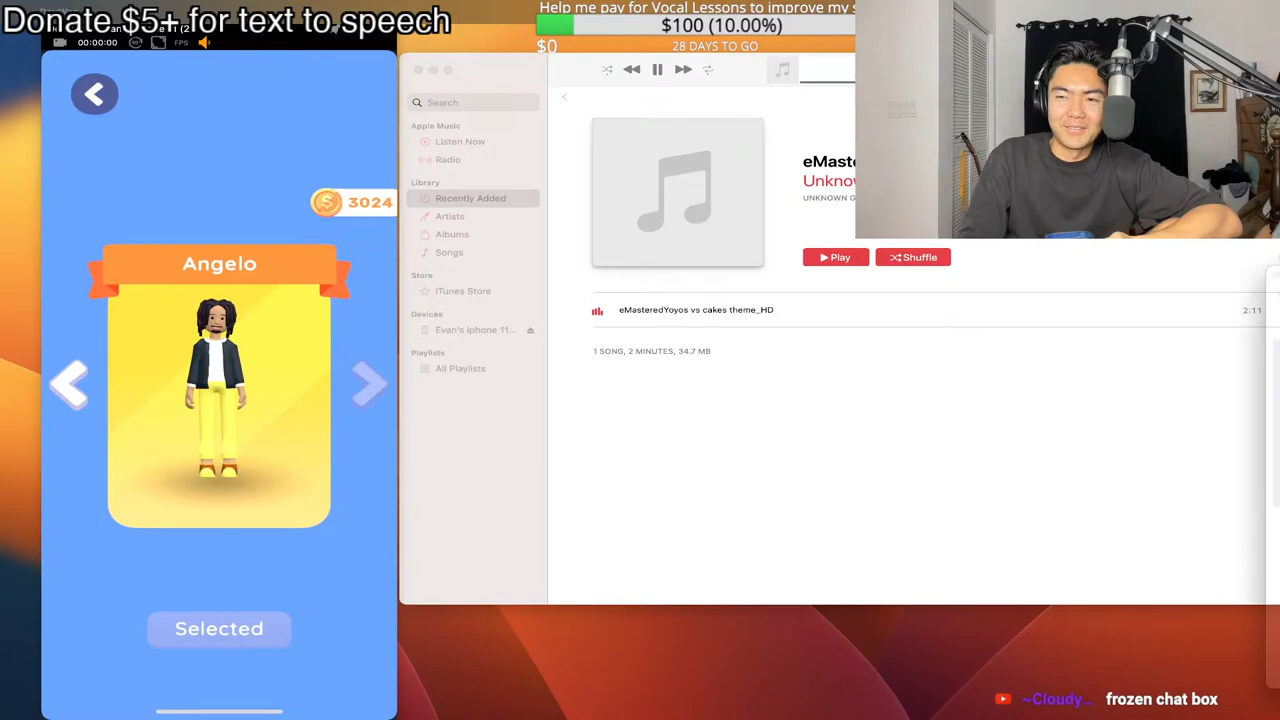 Donate $5+ for text to speech
00:00:00
FPS
3024
Angelo
Selected
Help me pay for Vocal Lessons to improve my s
$100 (10.00%)
$0
28 DAYS TO GO
Search
Apple Music
Listen Now
Radio
Library
Recently Added
Artists
Albums
Songs
Store
iTunes Store
Devices
Evan's iphone 11...
Playlists
All Playlists
eMaste
Unknov
UNKNOWN G
Play
Shuffle
eMasteredYoyos vs cakes theme_HD
2:11
1 SONG, 2 MINUTES, 34.7 MB
~Cloudy... frozen chat box